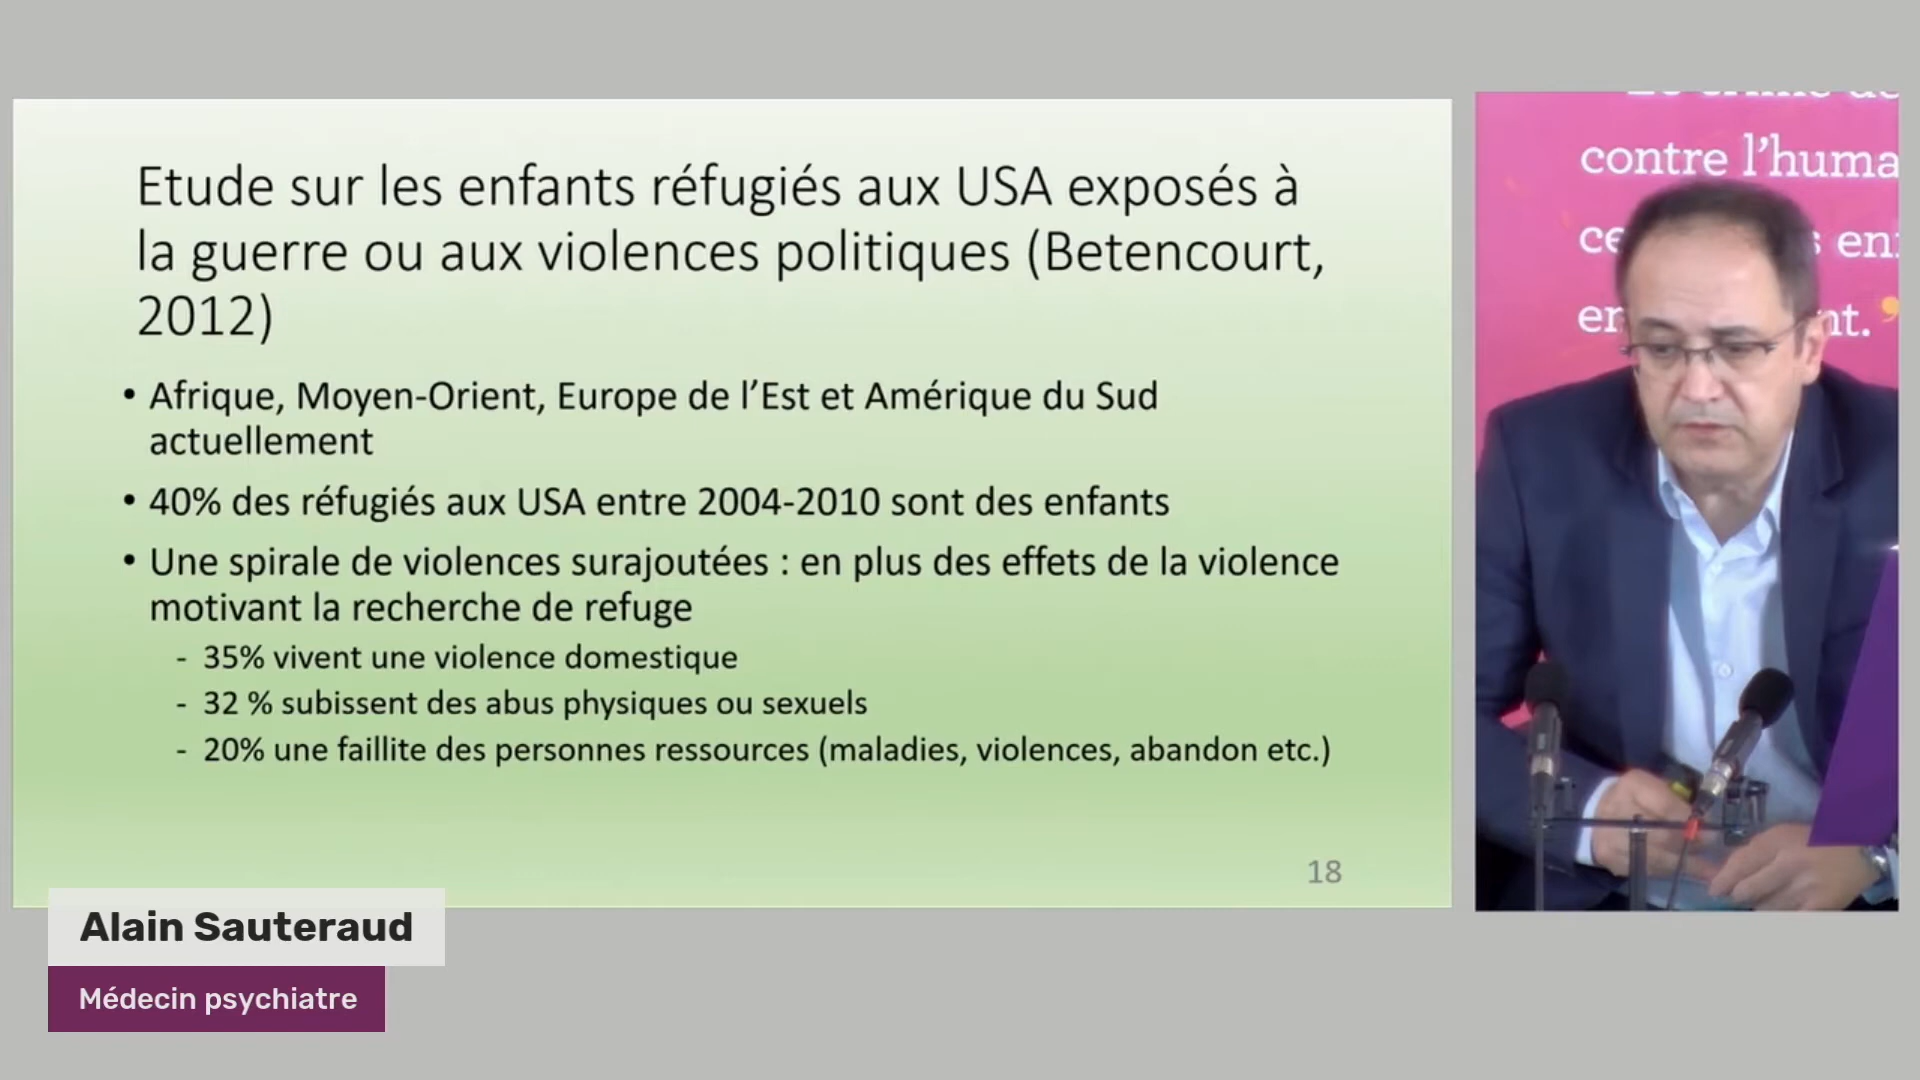 Etude sur les enfants réfugiés aux USA exposés à
la guerre ou aux violences politiques (Betencourt,
2012)
• Afrique, Moyen-Orient, Europe de l’Est et Amérique du Sud
actuellement
• 40% des réfugiés aux USA entre 2004-2010 sont des enfants
• Une spirale de violences surajoutées : en plus des effets de la violence
motivant la recherche de refuge
- 35% vivent une violence domestique
- 32 % subissent des abus physiques ou sexuels
- 20% une faillite des personnes ressources (maladies, violences, abandon etc.)
18
contre l’huma
Alain Sauteraud
Médecin psychiatre